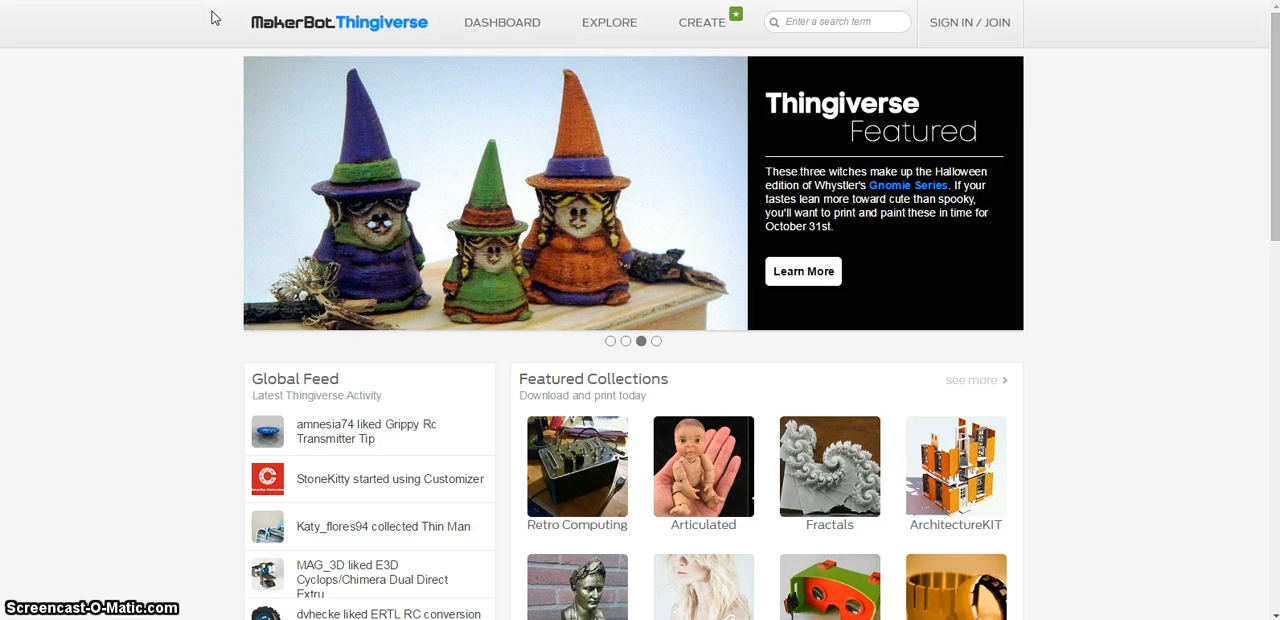 MakerBot Thingiverse
DASHBOARD
EXPLORE
CREATE
Enter a search term
SIGN IN / JOIN
Thingiverse
Featured
These three witches make up the Halloween
edition of Whystler's Gnomie Series. If your
tastes lean more toward cute than spooky,
you'll want to print and paint these in time for
October 31st.
Learn More
Global Feed
Latest Thingiverse Activity
amnesia74 liked Grippy Rc
Transmitter Tip
StoneKitty started using Customizer
Katy_flores94 collected Thin Man
MAG_3D liked E3D
Cyclops/Chimera Dual Direct
Extru
dvhecke liked ERTL RC conversion
Featured Collections
see more
Download and print today
Retro Computing
Articulated
Fractals
ArchitectureKIT
Screencast-O-Matic.com